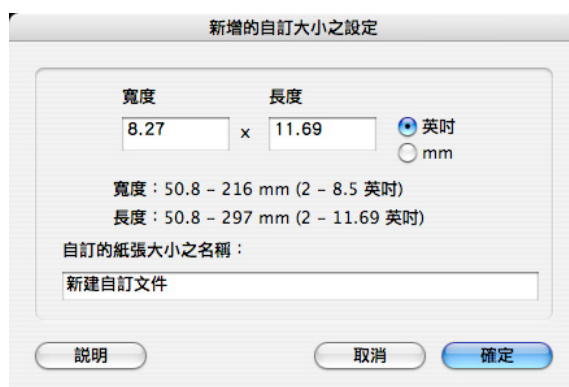 新增的自訂大小之設定
寬度 長度
8.27 x 11.69 英吋
mm
寬度：50.8 – 216 mm (2 – 8.5 英吋)
長度：50.8 – 297 mm (2 – 11.69 英吋)
自訂的紙張大小之名稱：
新建自訂文件
説明 取消 確定